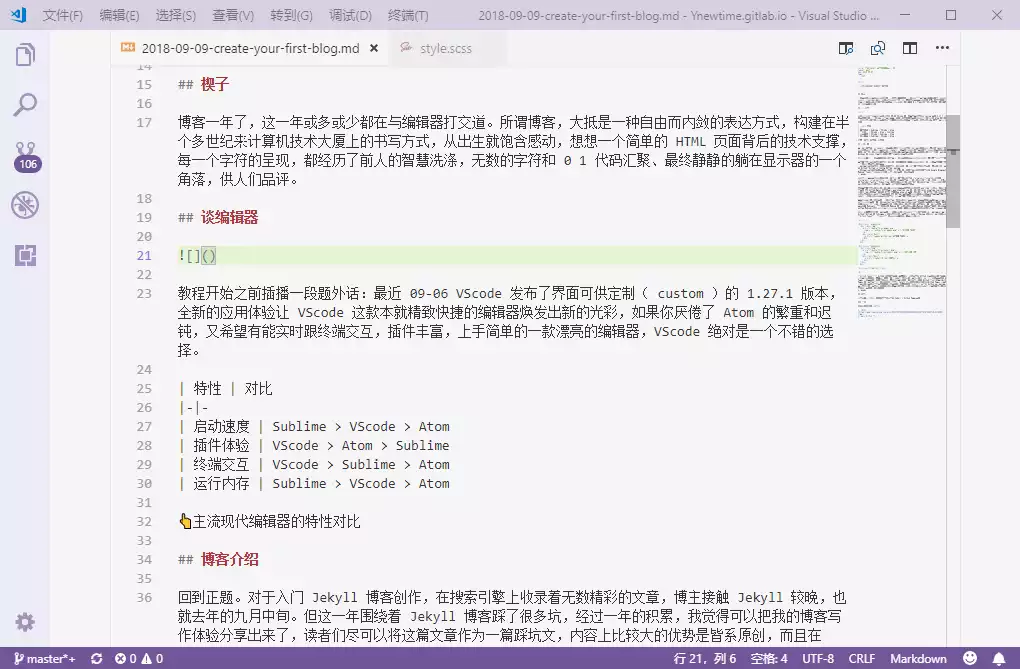 文件(F) 编辑(E) 选择(S) 查看(V) 转到(G) 调试(D) 终端(T) 2018-09-09-create-your-first-blog.md - Ynewtime.gitlab.io - Visual Studio ...
2018-09-09-create-your-first-blog.md style.scss
14
15 ## 楔子
16
17 博客一年了，这一年或多或少都在与编辑器打交道。所谓博客，大抵是一种自由而内敛的表达方式，构建在半
个多世纪来计算机技术大厦上的书写方式，从出生就饱含感动，想想一个简单的 HTML 页面背后的技术支撑，
每一个字符的呈现，都经历了前人的智慧洗涤，无数的字符和 0 1 代码汇聚、最终静静的躺在显示器的一个
角落，供人们品评。
18
19 ## 谈编辑器
20
21 ![]()
22
23 教程开始之前插播一段题外话：最近 09-06 VScode 发布了界面可供定制（ custom ）的 1.27.1 版本，
全新的应用体验让 VScode 这款本就精致快捷的编辑器焕发出新的光彩，如果你厌倦了 Atom 的繁重和迟
钝，又希望有能实时跟终端交互，插件丰富，上手简单的一款漂亮的编辑器，VScode 绝对是一个不错的选
择。
24
25 | 特性 | 对比
26 |-|-
27 | 启动速度 | Sublime > VScode > Atom
28 | 插件体验 | VScode > Atom > Sublime
29 | 终端交互 | VScode > Sublime > Atom
30 | 运行内存 | Sublime > VScode > Atom
31
32 👆主流现代编辑器的特性对比
33
34 ## 博客介绍
35
36 回到正题。对于入门 Jekyll 博客创作，在搜索引擎上收录着无数精彩的文章，博主接触 Jekyll 较晚，也
就去年的九月中旬。但这一年围绕着 Jekyll 博客踩了很多坑，经过一年的积累，我觉得可以把我的博客写
作体验分享出来了，读者们尽可以将这篇文章作为一篇踩坑文，内容上比较大的优势是皆系原创，而且在
106
master*+ 0 0 行 21，列 6 空格: 4 UTF-8 CRLF Markdown